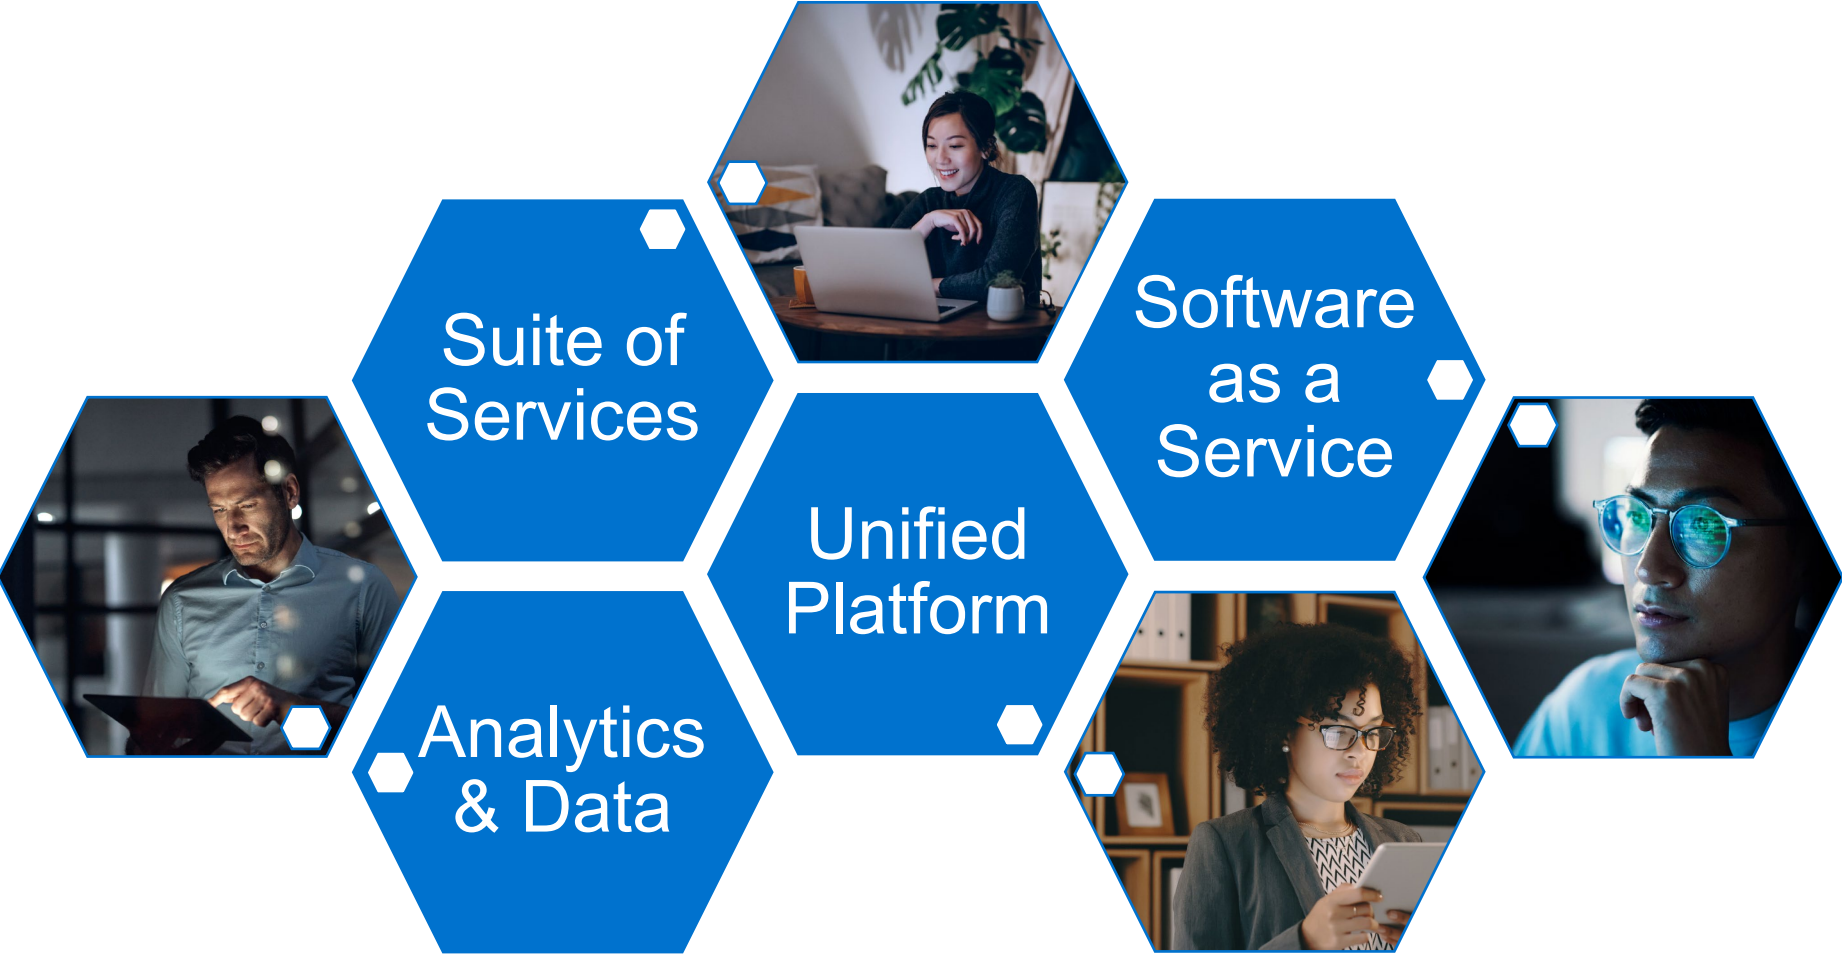 Suite of
Services
Software
as a
Service
Unified
Platform
Analytics
& Data